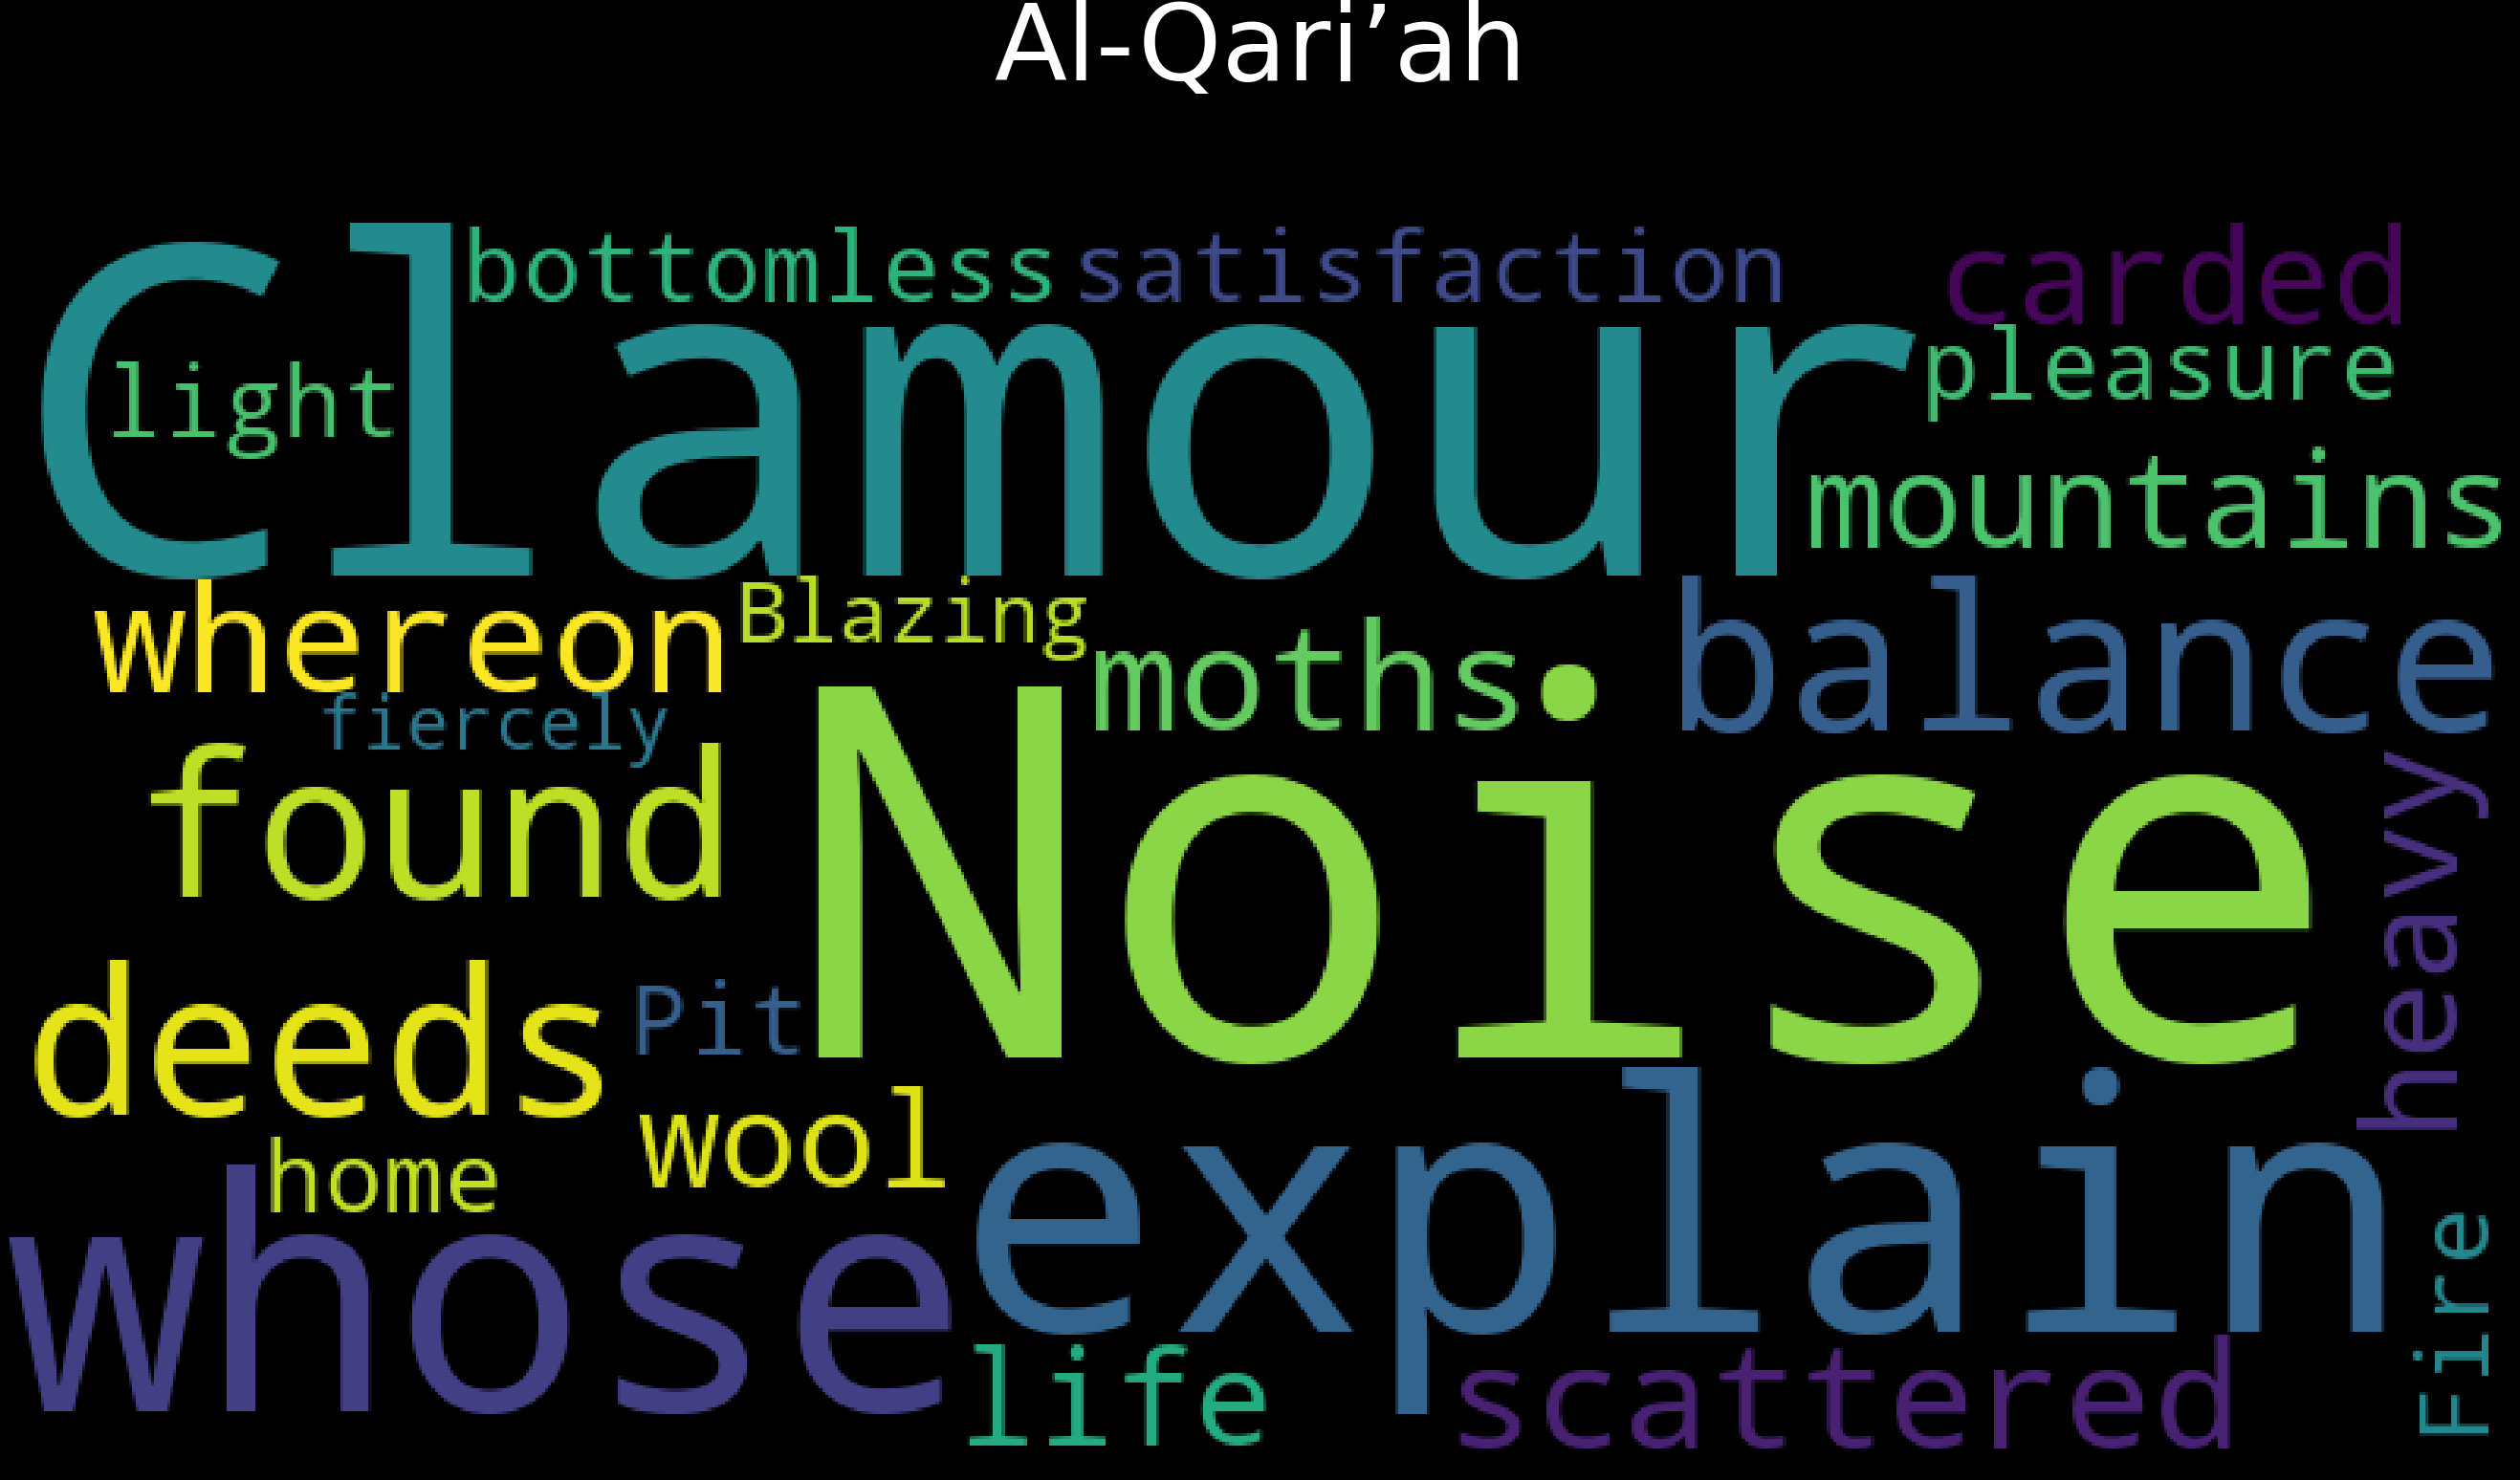 Al-Qari’ah
bottomless satisfaction carded
Clamour
light
pleasure
mountains
whereon Blazing moths balance
fiercely
found
Noise
heavy
deeds Pit
wool
home
explain
whose
Fire
life scattered